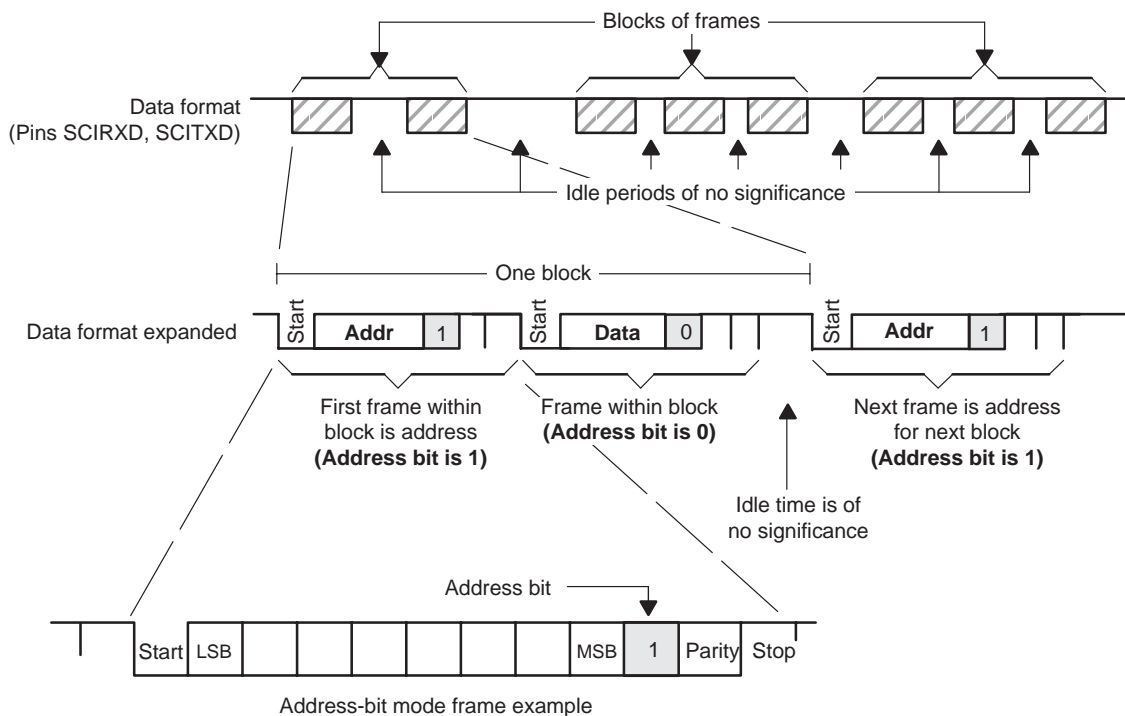 Blocks of frames
Data format
(Pins SCIRXD, SCITXD)
Idle periods of no significance
One block
Data format expanded
Start
Addr
1
Start
Data
0
Start
Addr
1
First frame within
block is address
(Address bit is 1)
Frame within block
(Address bit is 0)
Next frame is address
for next block
(Address bit is 1)
Idle time is of
no significance
Address bit
Start LSB MSB 1 Parity Stop
Address-bit mode frame example